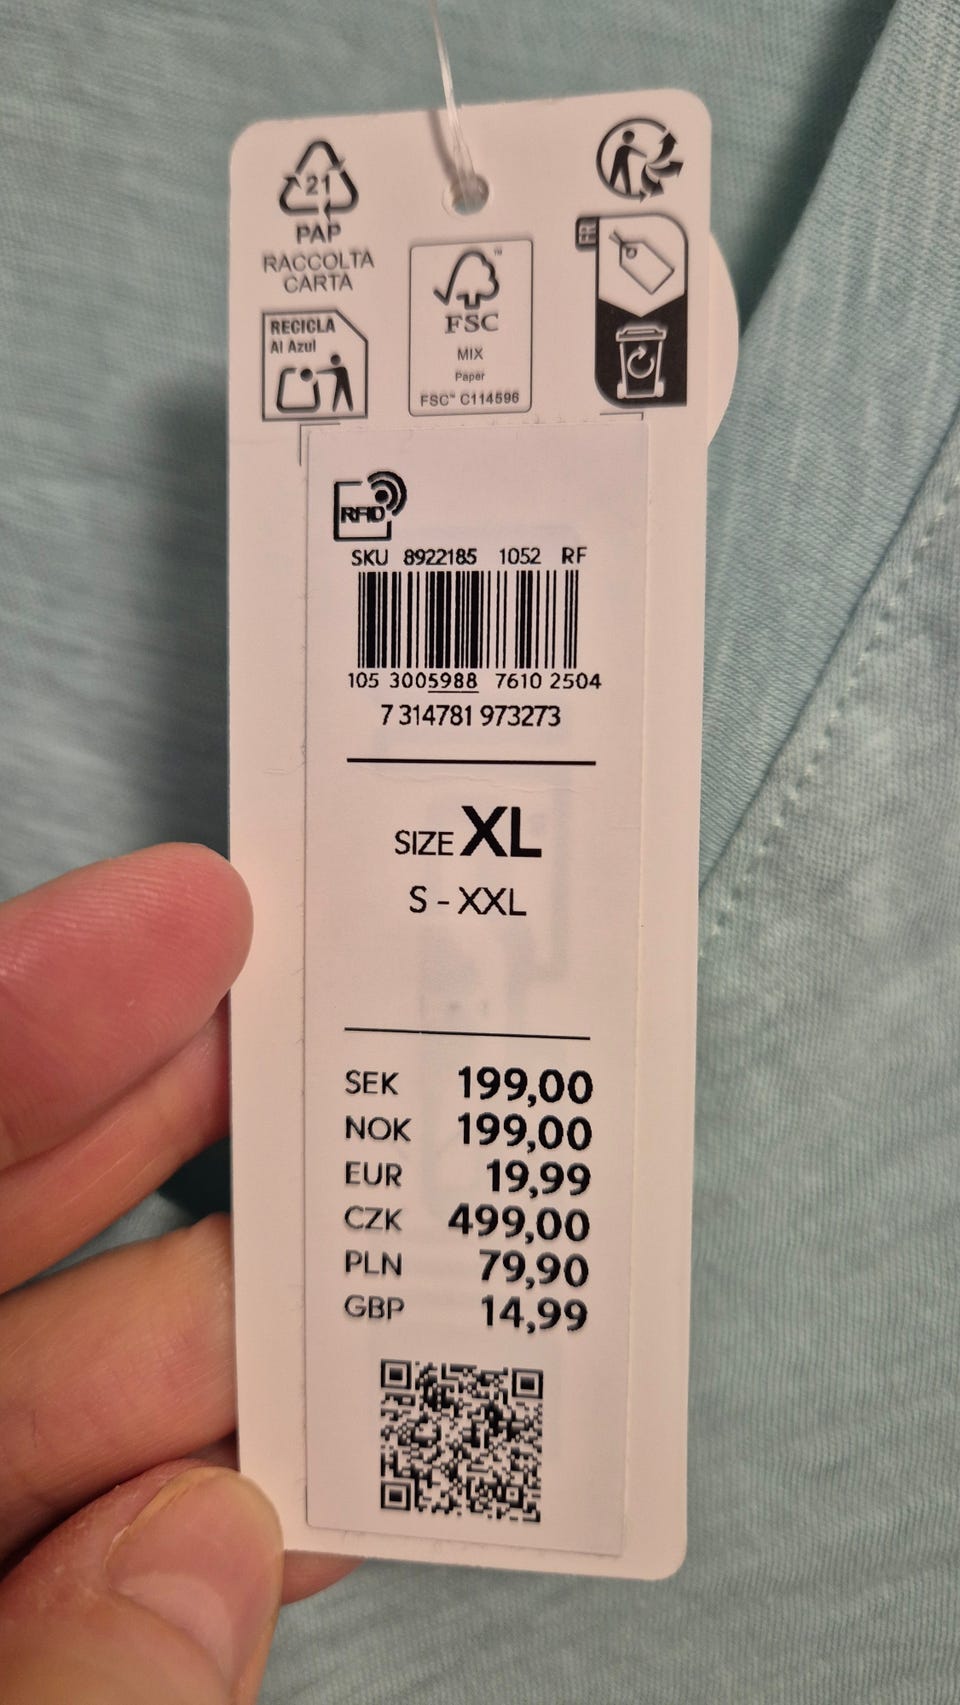 21
PAP
RACCOLTA
CARTA
RECICLA
Al Azul
FSC™
MIX
Paper
FSC™ C114596
FR
RFID
SKU 8922185 1052 RF
105 3005988 7610 2504
7 314781 973273
SIZE XL
S - XXL
SEK 199,00
NOK 199,00
EUR 19,99
CZK 499,00
PLN 79,90
GBP 14,99